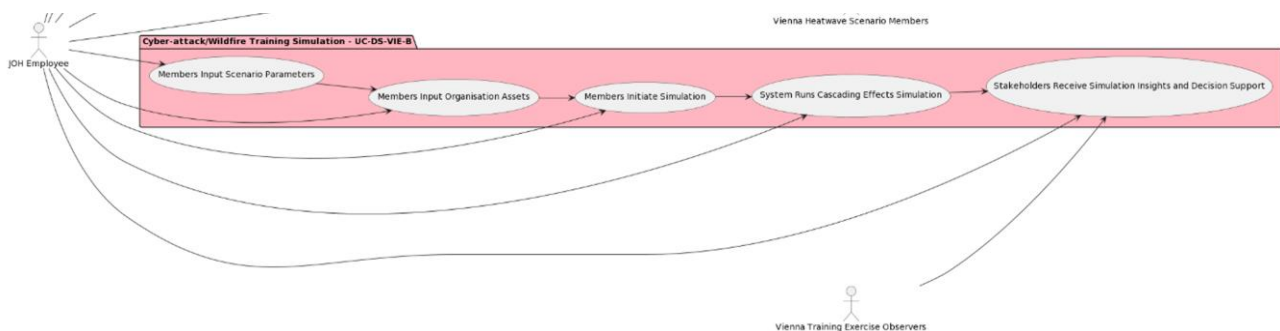 Vienna Heatwave Scenario Members
Cyber-attack/Wildfire Training Simulation - UC-DS-VIE-B
JOH Employee
Members Input Scenario Parameters
Members Input Organisation Assets
Members Initiate Simulation
System Runs Cascading Effects Simulation
Stakeholders Receive Simulation Insights and Decision Support
Vienna Training Exercise Observers